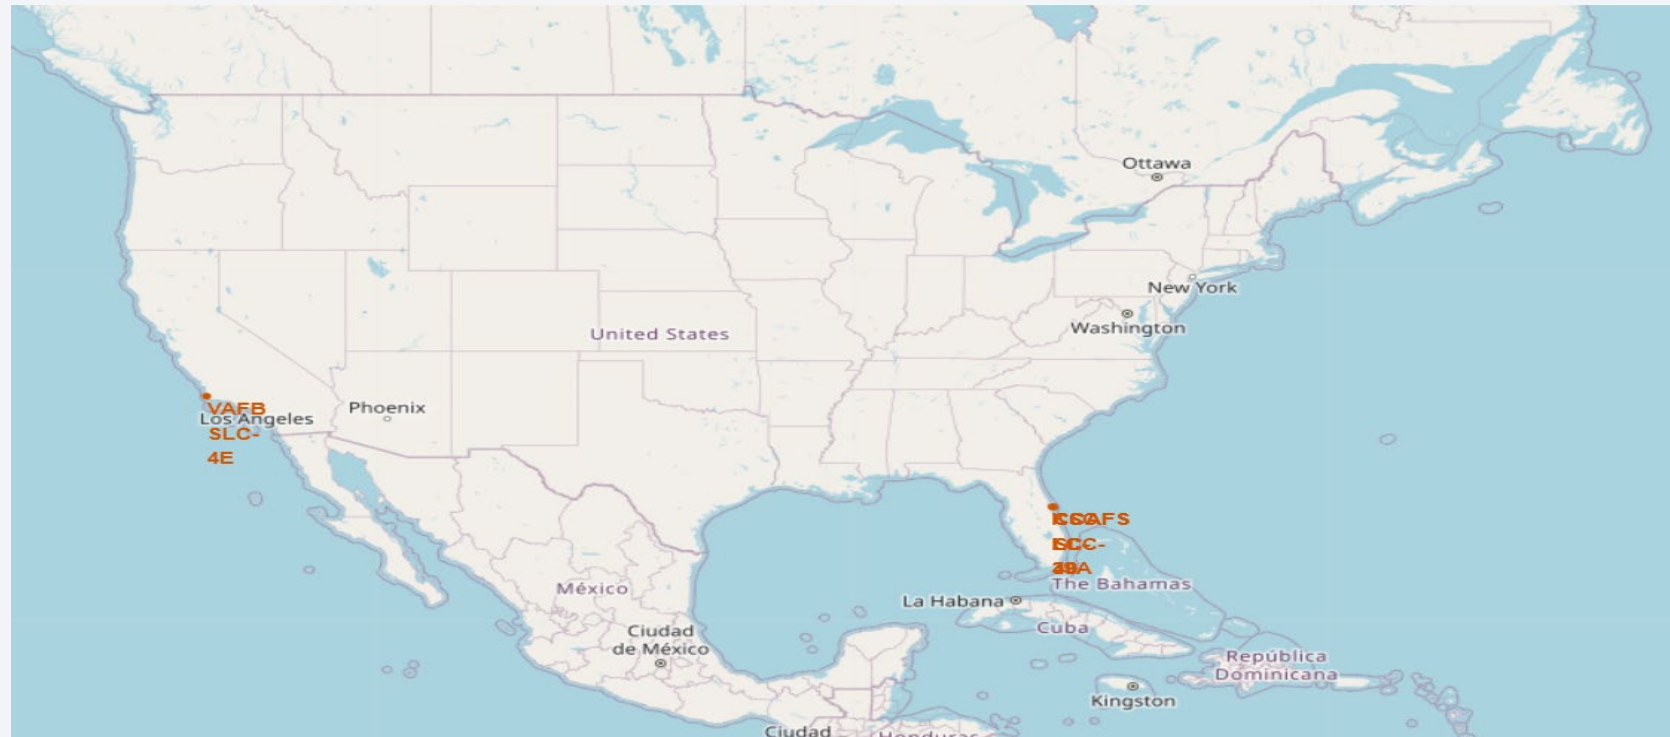 Ottawa
New York
Washington
United States
VAFB
Los Angeles
SLC-
4E
Phoenix
México
Ciudad
de México
La Habana
The Bahamas
Cuba
República
Dominicana
Kingston
Ciudad
Honduras